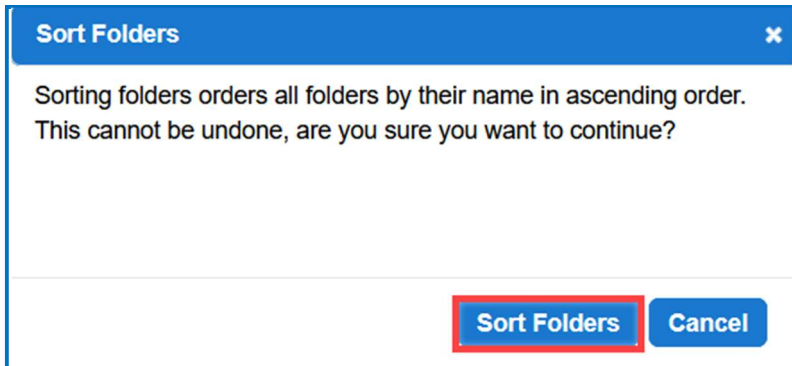 Sort Folders
Sorting folders orders all folders by their name in ascending order.
This cannot be undone, are you sure you want to continue?
Sort Folders
Cancel